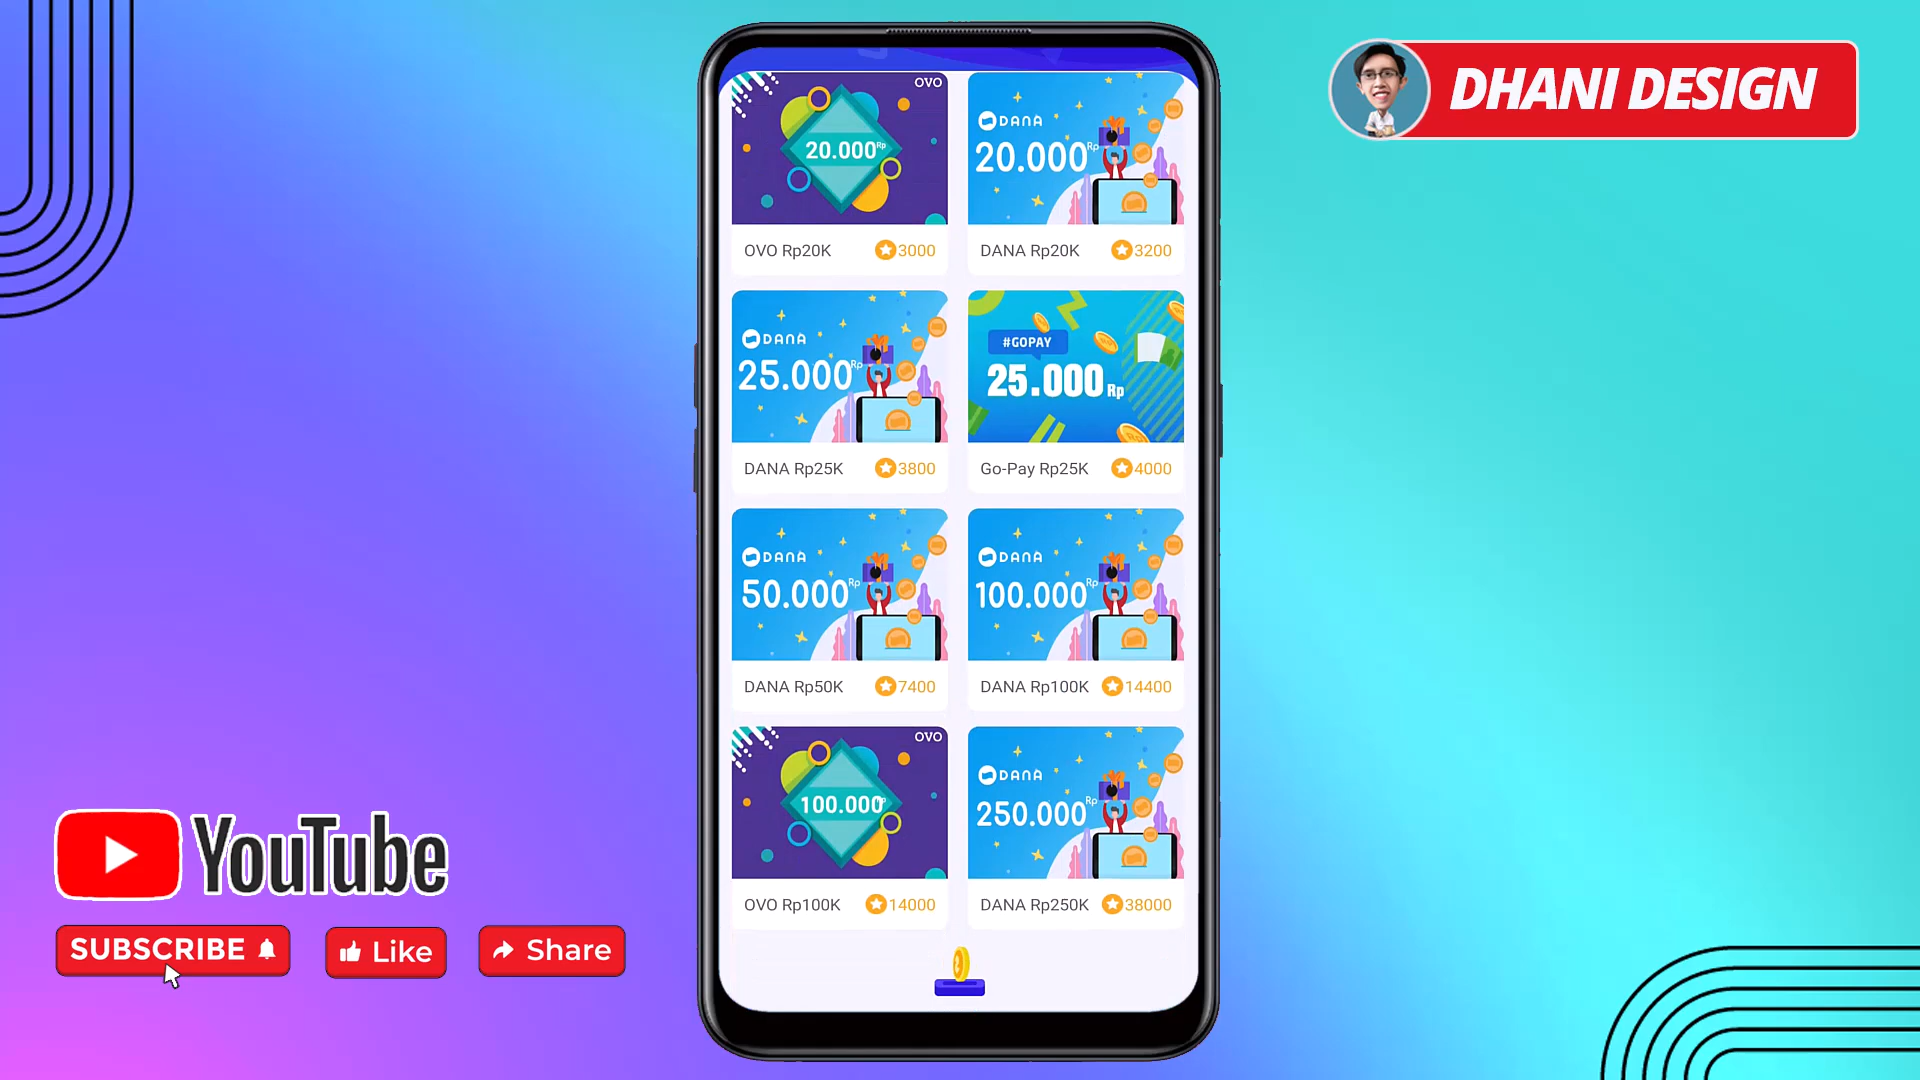 DHANI DESIGN
OVO
20.000Rp
OVO Rp20K 3000
DANA
20.000Rp
DANA Rp20K 3200
DANA
25.000Rp
DANA Rp25K 3800
#GOPAY
25.000Rp
Go-Pay Rp25K 4000
DANA
50.000Rp
DANA Rp50K 7400
DANA
100.000Rp
DANA Rp100K 14400
OVO
100.000Rp
OVO Rp100K 14000
DANA
250.000Rp
DANA Rp250K 38000
YouTube
SUBSCRIBE
Like
Share